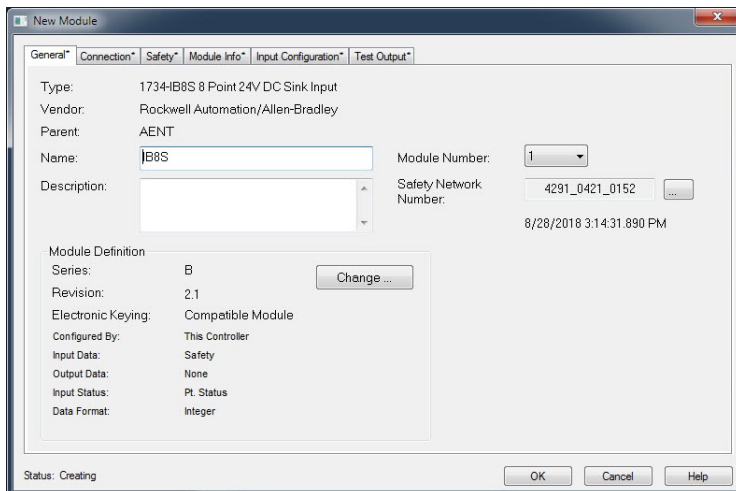 New Module
General* Connection* Safety* Module Info* Input Configuration* Test Output*
Type: 1734-IB8S 8 Point 24V DC Sink Input
Vendor: Rockwell Automation/Allen-Bradley
Parent: AENT
Name: IB8S Module Number: 1
Description: Safety Network Number: 4291_0421_0152 ...
8/28/2018 3:14:31.890 PM
Module Definition
Series: B Change ...
Revision: 2.1
Electronic Keying: Compatible Module
Configured By: This Controller
Input Data: Safety
Output Data: None
Input Status: Pt. Status
Data Format: Integer
Status: Creating OK Cancel Help